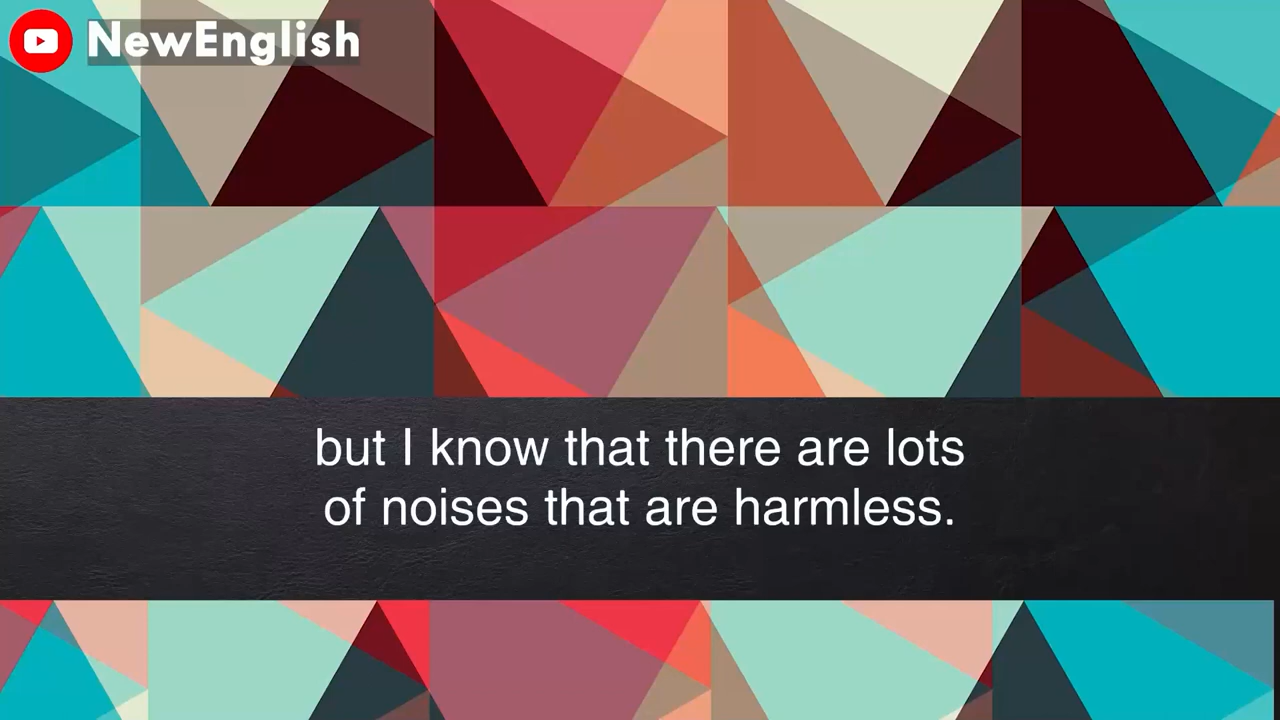 NewEnglish
but I know that there are lots
of noises that are harmless.